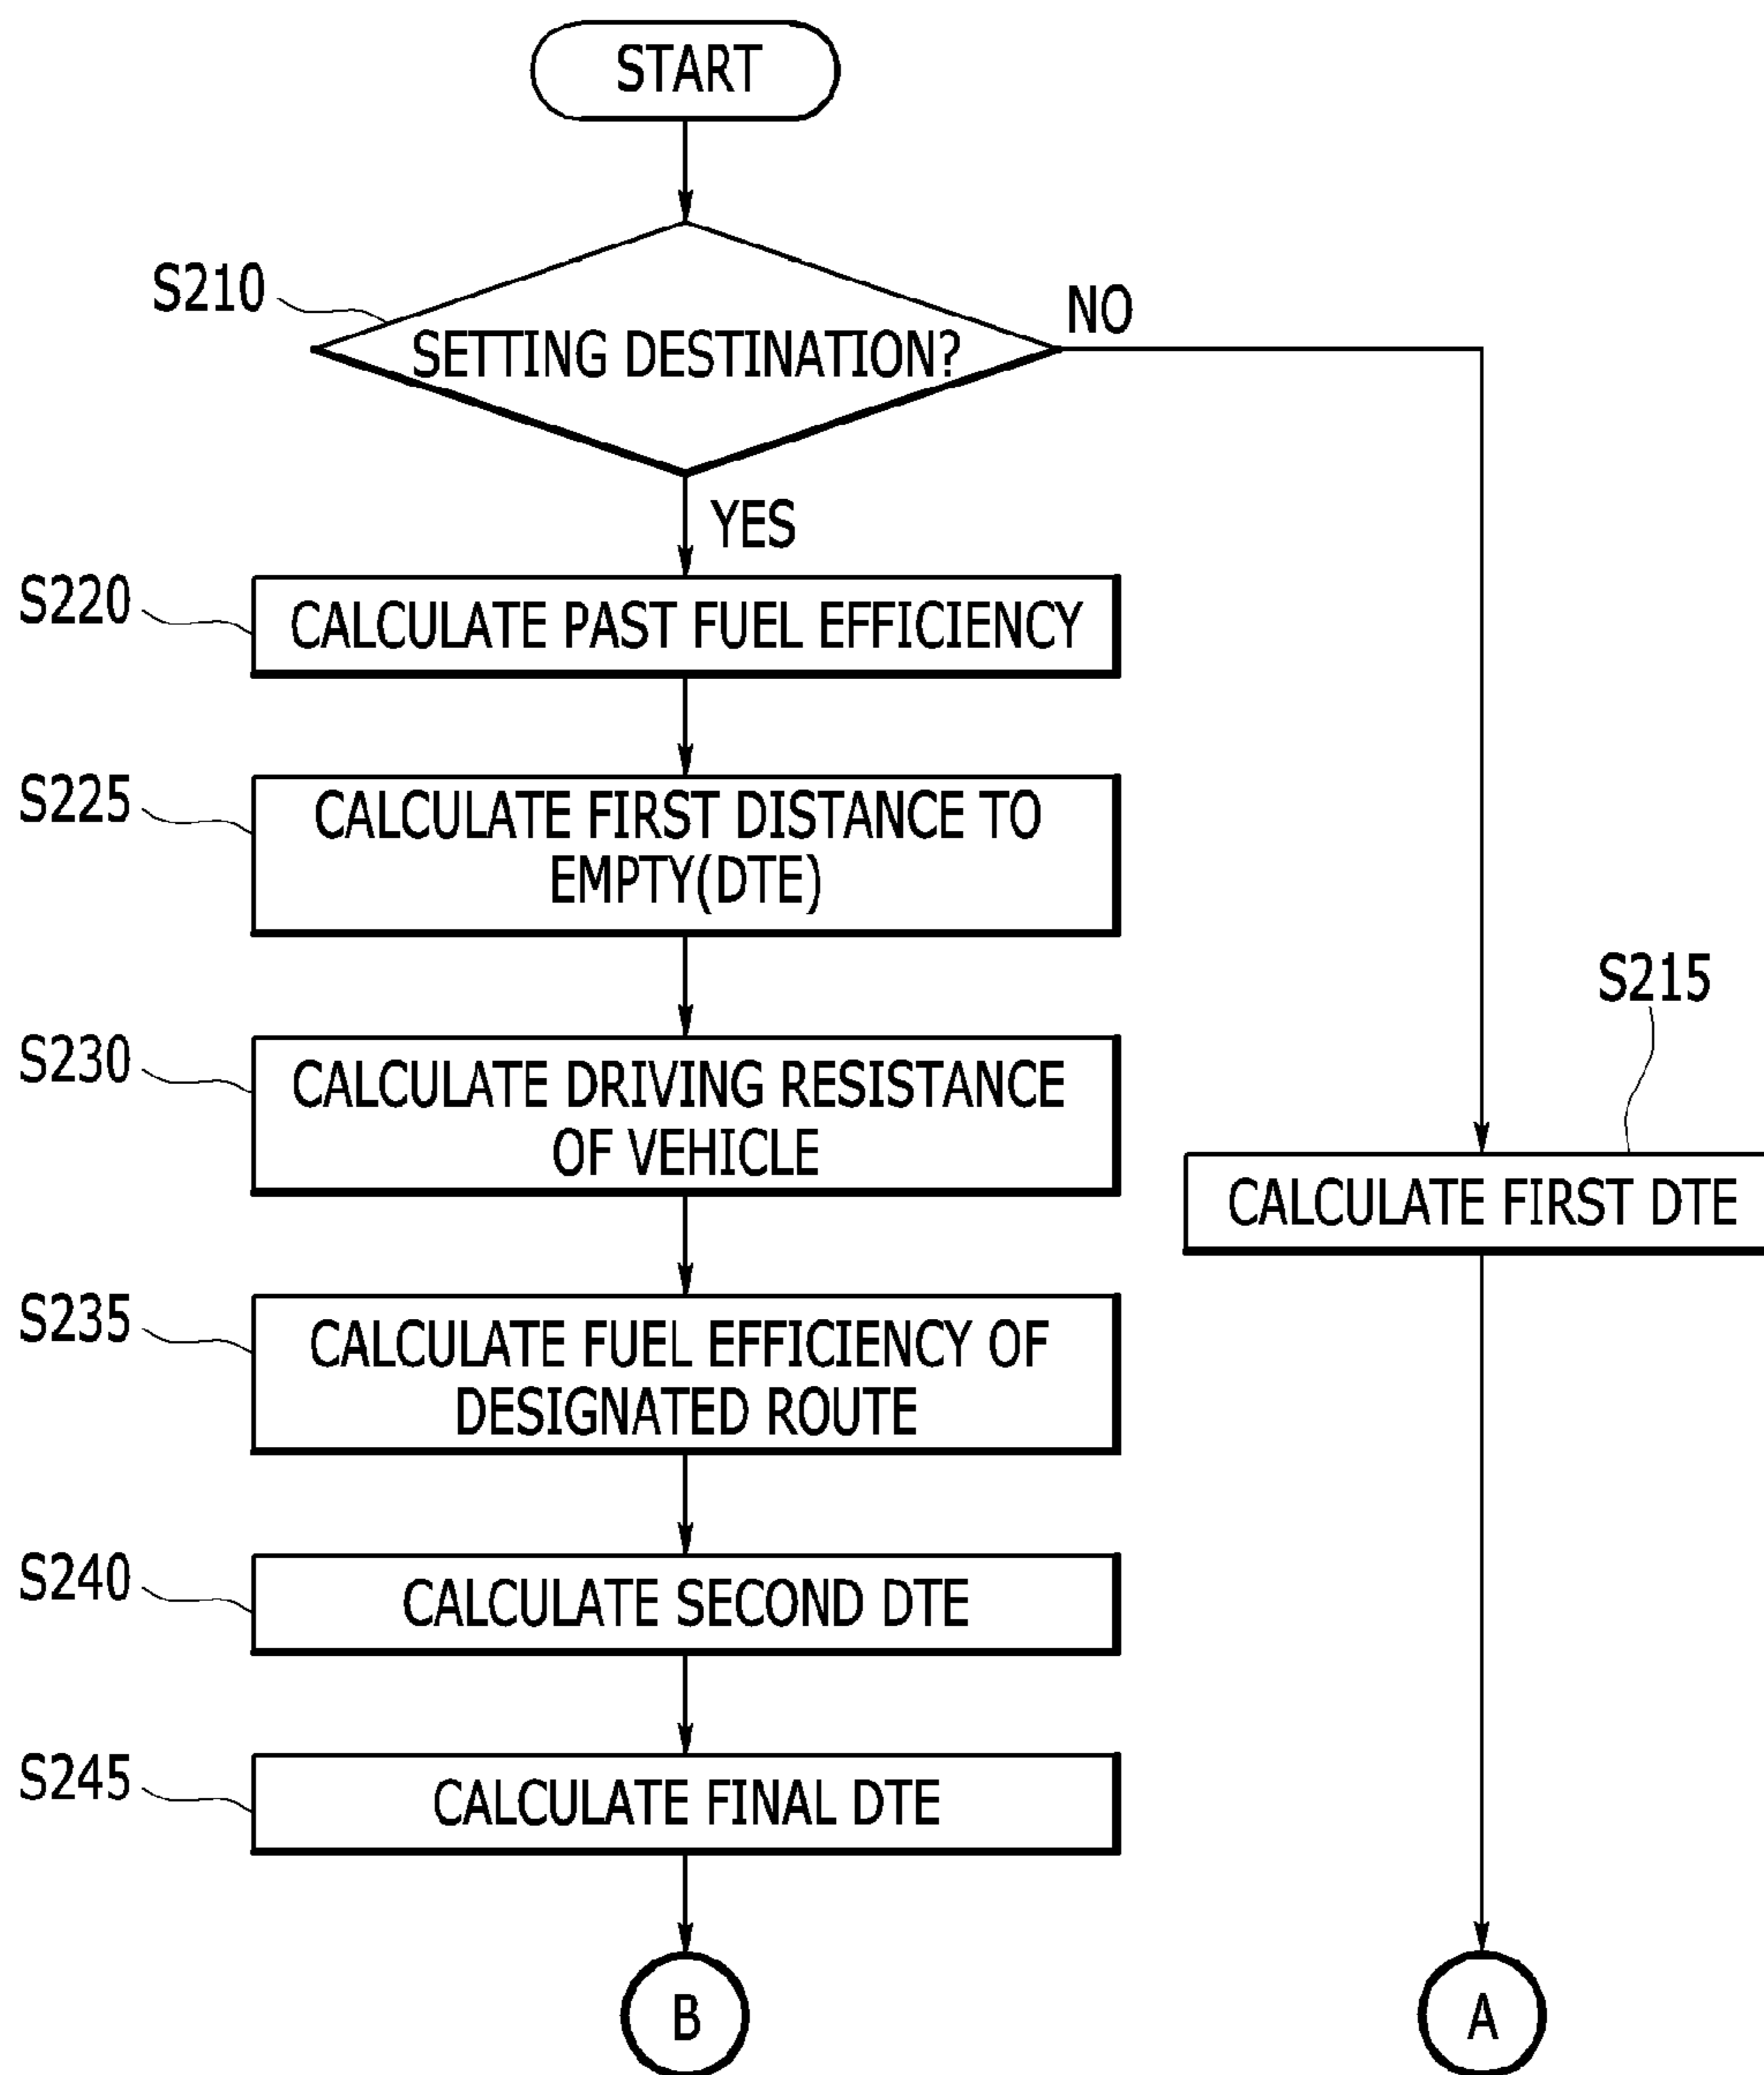 START
S210
NO
SETTING DESTINATION?
YES
S220
CALCULATE PAST FUEL EFFICIENCY
S225
CALCULATE FIRST DISTANCE TO
EMPTY(DTE)
S215
S230
CALCULATE DRIVING RESISTANCE
OF VEHICLE
CALCULATE FIRST DTE
S235
CALCULATE FUEL EFFICIENCY OF
DESIGNATED ROUTE
S240
CALCULATE SECOND DTE
S245
CALCULATE FINAL DTE
B
A